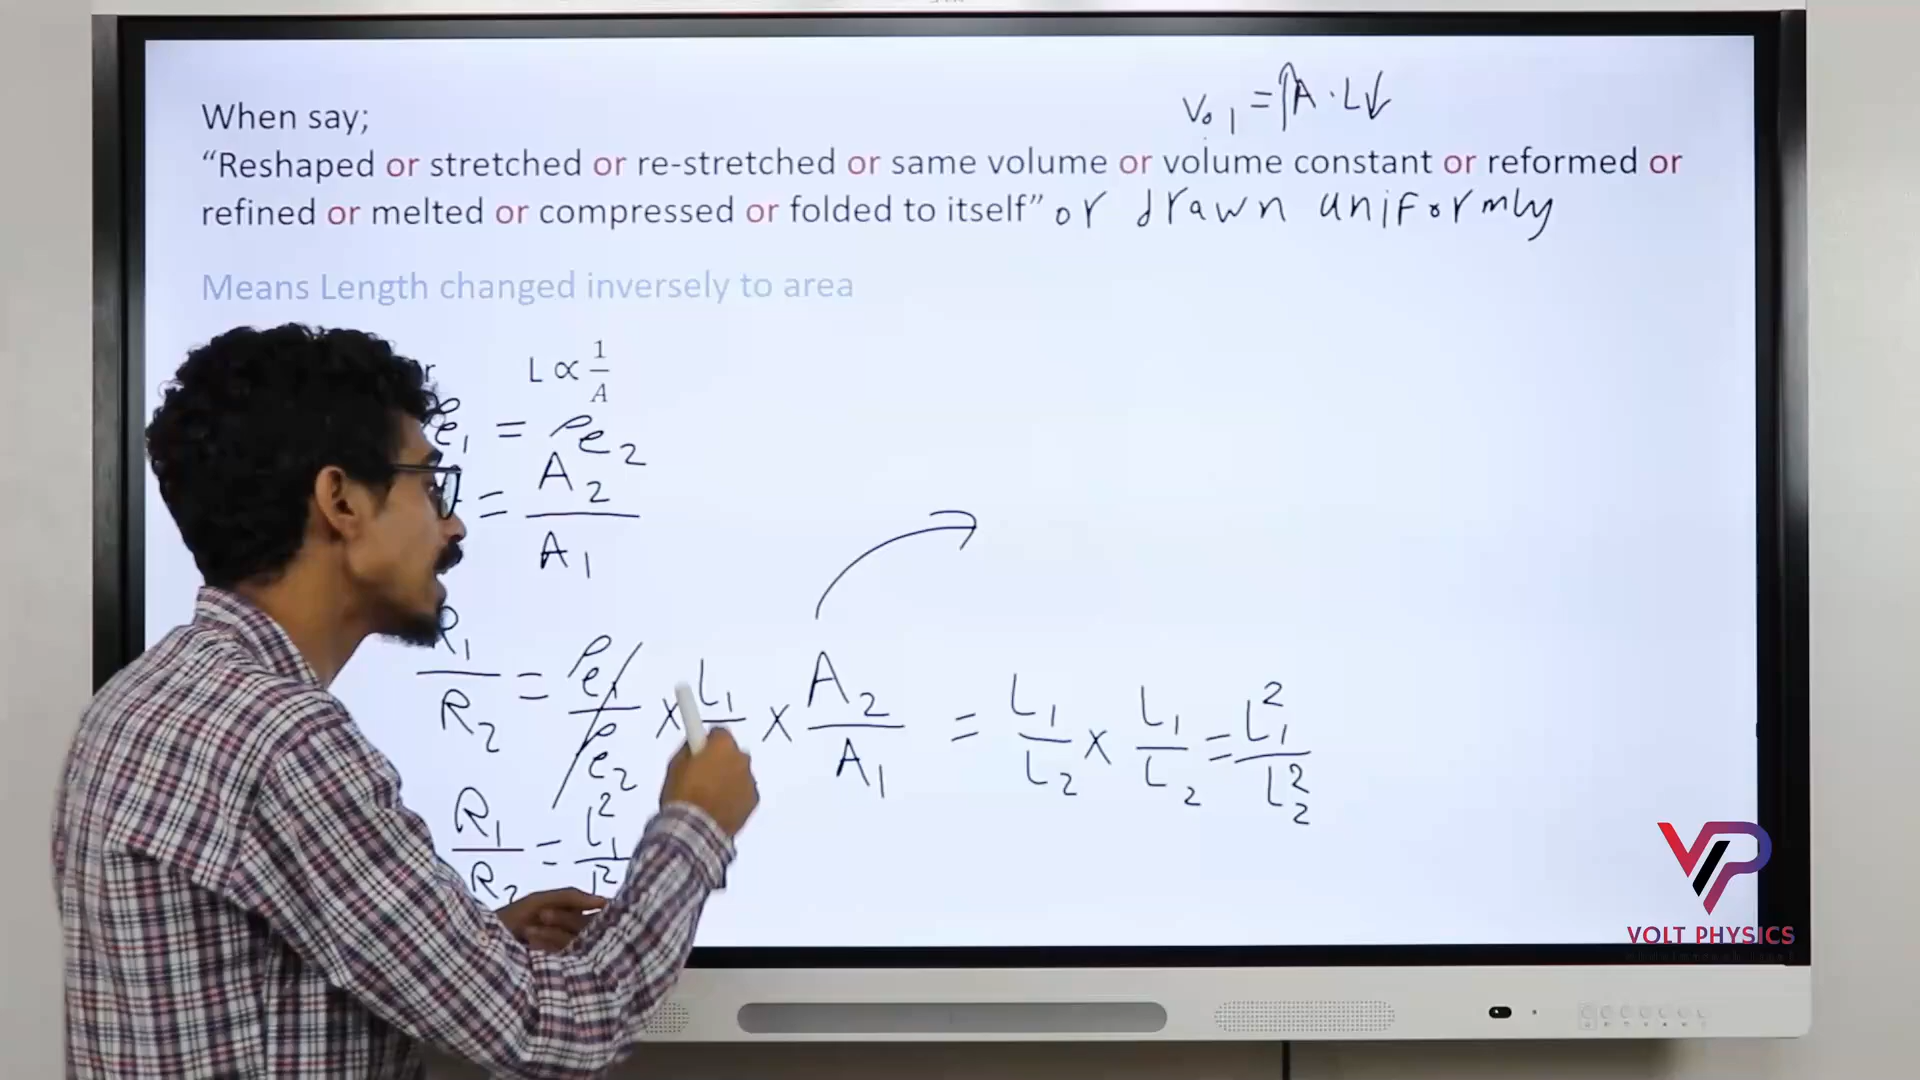 Vol = A · L
When say;
“Reshaped or stretched or re-stretched or same volume or volume constant or reformed or
refined or melted or compressed or folded to itself” or drawn uniformly
Means Length changed inversely to area
L ∝ 1/A
ρe1 = ρe2
= A2/A1
R1/R2 = ρe1/ρe2 × L1 × A2/A1 = L1/L2 × L1/L2 = L1²/L2²
R1/R2 = L1²
VP
VOLT PHYSICS